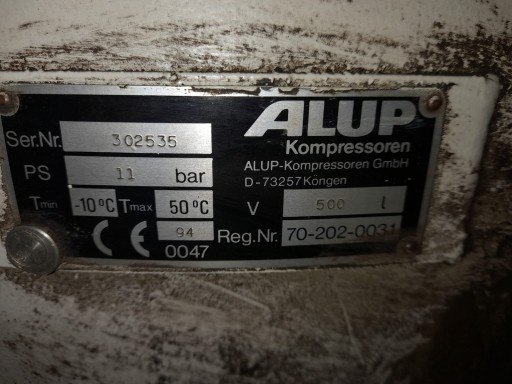 ALUP
Kompressoren
Ser.Nr. 302535
ALUP-Kompressoren GmbH
D-73257 Köngen
PS 11 bar
Tmin -10°C Tmax 50°C
V 500 l
CE 94
0047
Reg.Nr. 70-202-0031